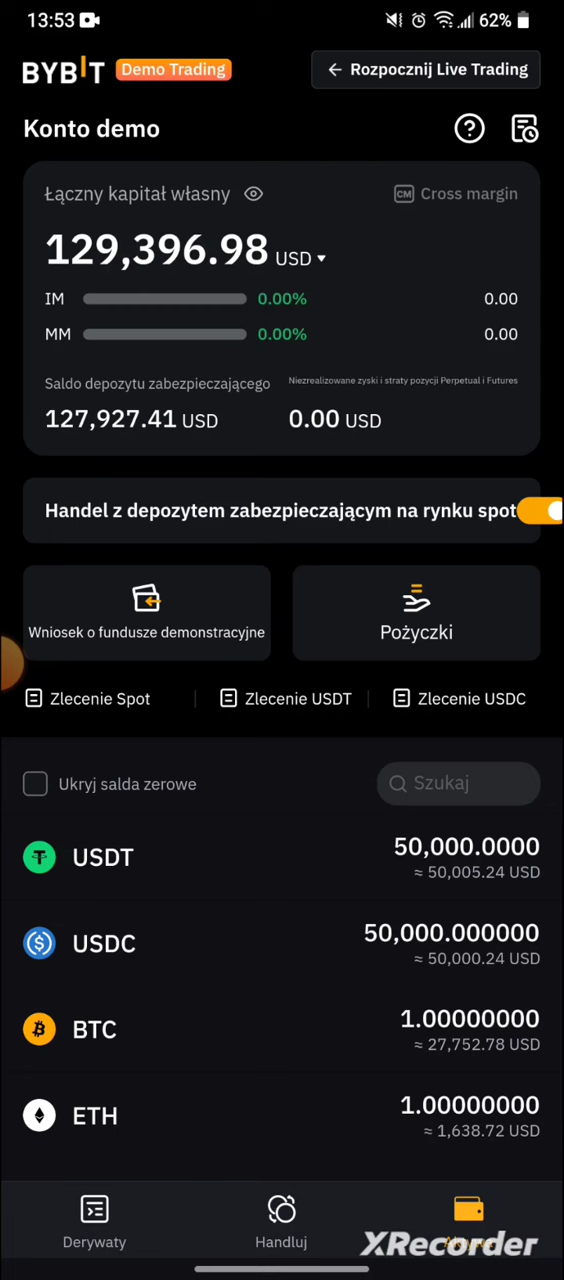 13:53
62%
BYBIT Demo Trading
← Rozpocznij Live Trading
Konto demo
Łączny kapitał własny
CM Cross margin
129,396.98 USD
IM 0.00% 0.00
MM 0.00% 0.00
Saldo depozytu zabezpieczającego
Niezrealizowane zyski i straty pozycji Perpetual i Futures
127,927.41 USD
0.00 USD
Handel z depozytem zabezpieczającym na rynku spot
Wniosek o fundusze demonstracyjne
Pożyczki
Zlecenie Spot
Zlecenie USDT
Zlecenie USDC
Ukryj salda zerowe
Szukaj
USDT 50,000.0000
≈ 50,005.24 USD
USDC 50,000.000000
≈ 50,000.24 USD
BTC 1.00000000
≈ 27,752.78 USD
ETH 1.00000000
≈ 1,638.72 USD
Derywaty
Handluj
XRecorder